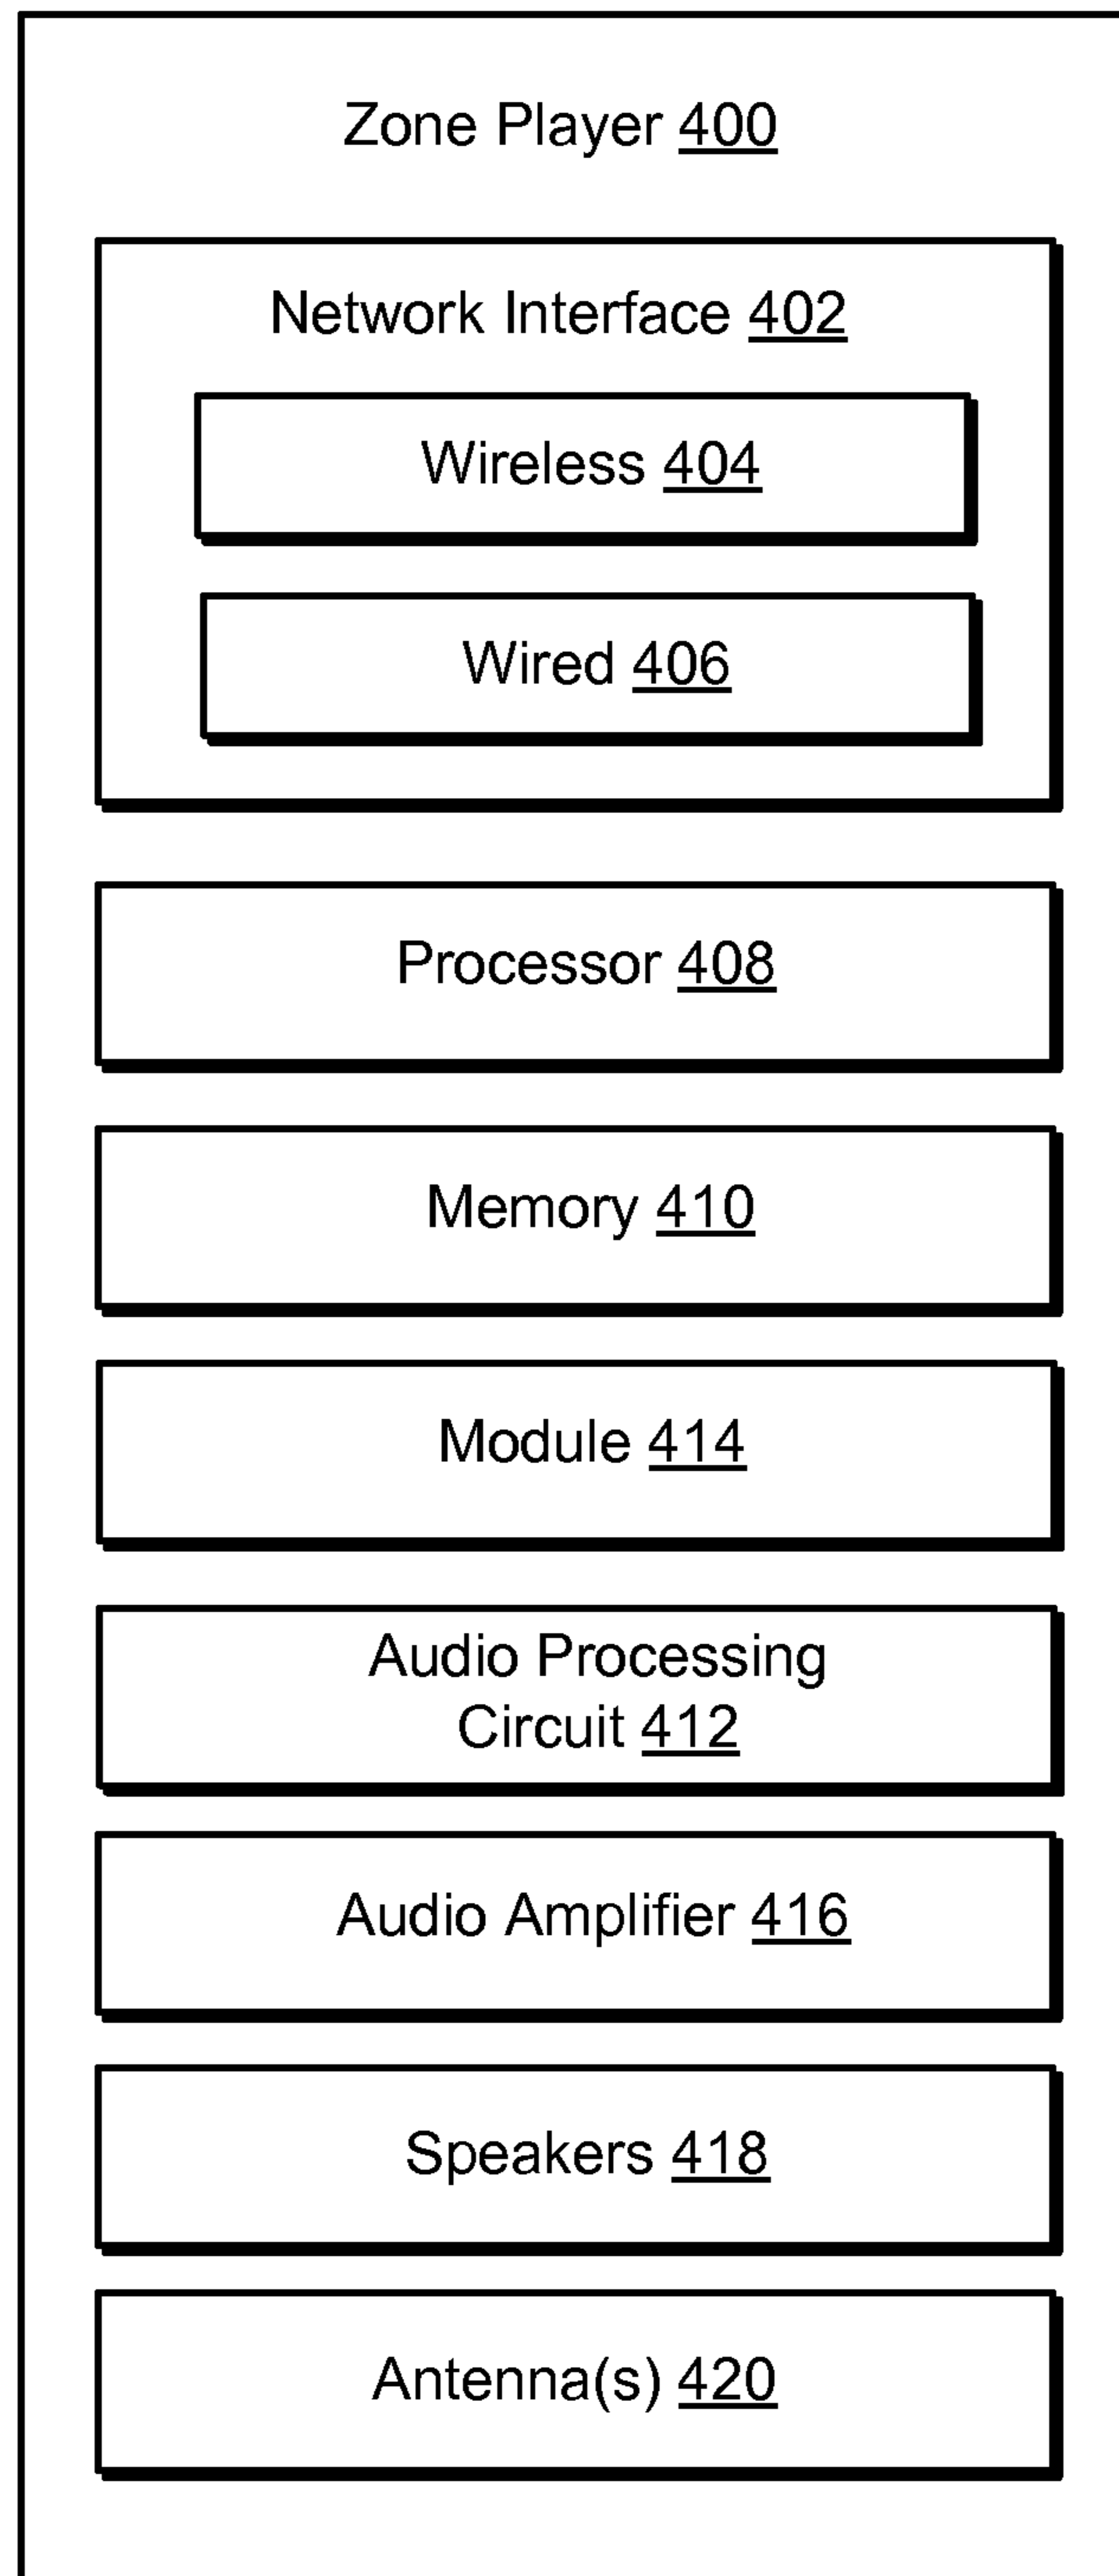 Zone Player 400
Network Interface 402
Wireless 404
Wired 406
Processor 408
Memory 410
Module 414
Audio Processing
Circuit 412
Audio Amplifier 416
Speakers 418
Antenna(s) 420